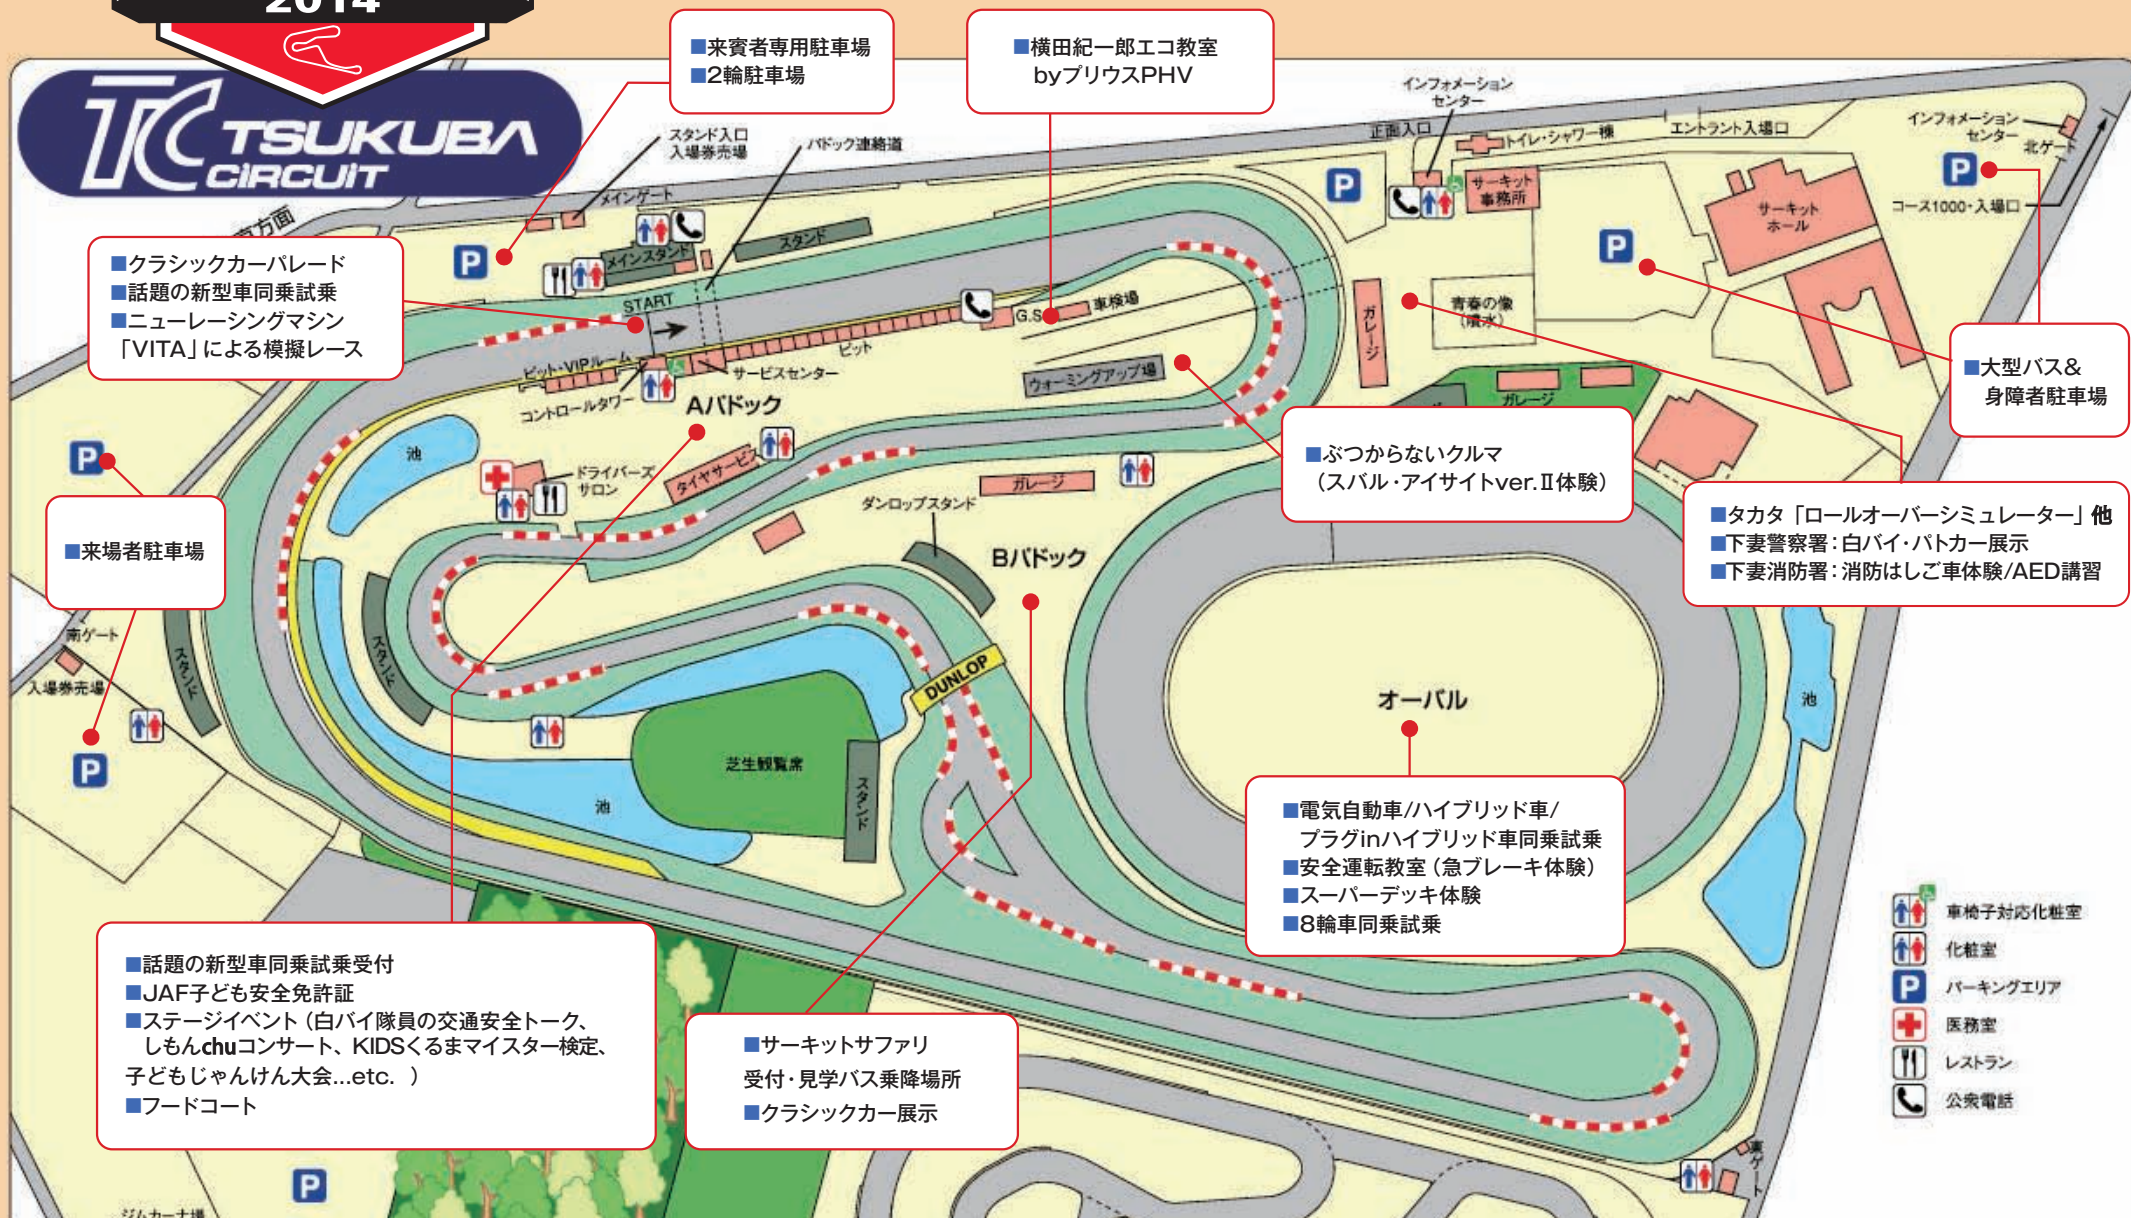 2014
TC TSUKUBA
CiRCUiT
■来賓者専用駐車場
■2輪駐車場
■横田紀一郎エコ教室
byプリウスPHV
インフォメーション
センター
正面入口
トイレ・シャワー棟
エントラント入場口
インフォメーション
センター
北ゲート
P
コース1000・入場口
スタンド入口
入場券売場
パドック連絡道
メインゲート
方面
P
サーキット
事務所
サーキット
ホール
P
■クラシックカーパレード
■話題の新型車同乗試乗
■ニューレーシングマシン
「VITA」による模擬レース
P
メインスタンド
スタンド
START
G.S
車検場
ガレージ
青春の像
(噴水)
ピット・VIPルーム
ピット
サービスセンター
コントロールタワー
Aパドック
ウォーミングアップ場
ガレージ
■大型バス&
身障者駐車場
P
池
ドライバーズ
サロン
タイヤサービス
ガレージ
ダンロップスタンド
■ぶつからないクルマ
(スバル・アイサイトver.Ⅱ体験)
■来場者駐車場
Bパドック
■タカタ「ロールオーバーシミュレーター」他
■下妻警察署:白バイ・パトカー展示
■下妻消防署:消防はしご車体験/AED講習
南ゲート
入場券売場
スタンド
スタンド
DUNLOP
オーバル
池
P
芝生観覧席
スタンド
池
■電気自動車/ハイブリッド車/
プラグinハイブリッド車同乗試乗
■安全運転教室(急ブレーキ体験)
■スーパーデッキ体験
■8輪車同乗試乗
■話題の新型車同乗試乗受付
■JAF子ども安全免許証
■ステージイベント(白バイ隊員の交通安全トーク、
しもんchuコンサート、KIDSくるまマイスター検定、
子どもじゃんけん大会...etc. )
■フードコート
■サーキットサファリ
受付・見学バス乗降場所
■クラシックカー展示
車椅子対応化粧室
化粧室
P パーキングエリア
医務室
レストラン
公衆電話
東ゲート
P
ジムカーナ場